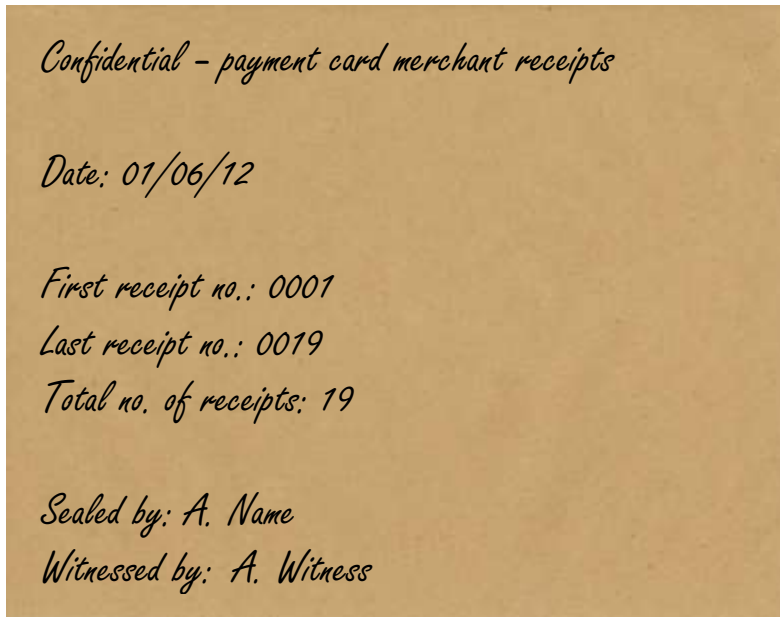 Confidential – payment card merchant receipts
Date: 01/06/12
First receipt no.: 0001
Last receipt no.: 0019
Total no. of receipts: 19
Sealed by: A. Name
Witnessed by: A. Witness